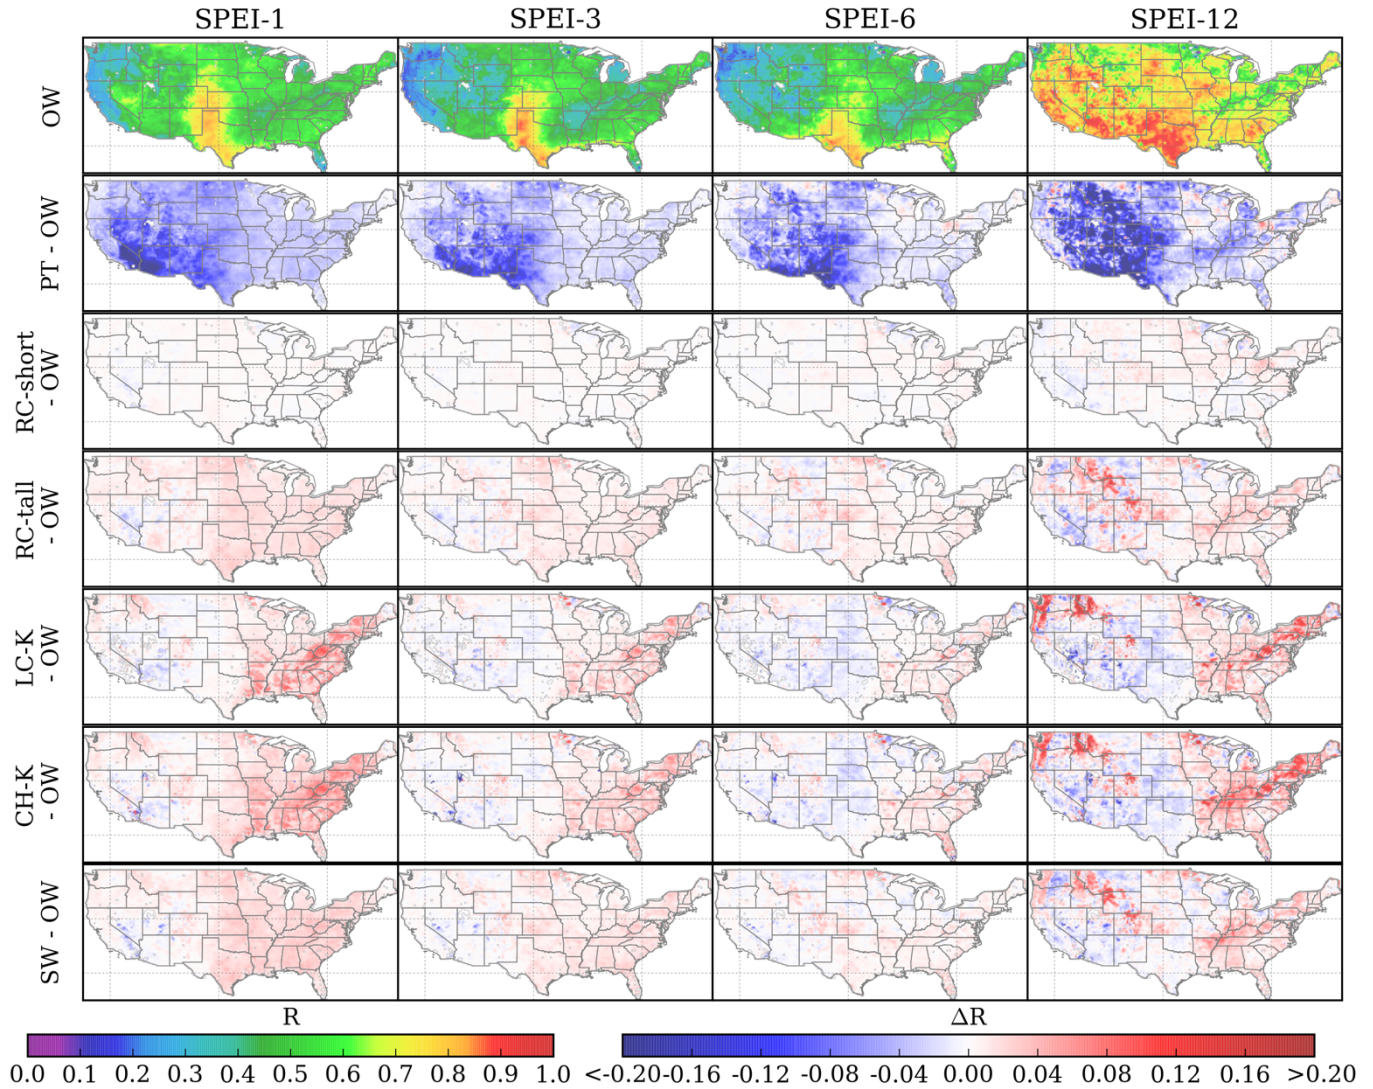 SPEI-1 SPEI-3 SPEI-6 SPEI-12
OW
PT - OW
RC-short
- OW
RC-tall
- OW
LC-K
- OW
CH-K
- OW
SW - OW
R ΔR
0.0 0.1 0.2 0.3 0.4 0.5 0.6 0.7 0.8 0.9 1.0 <-0.20 -0.16 -0.12 -0.08 -0.04 0.00 0.04 0.08 0.12 0.16 >0.20